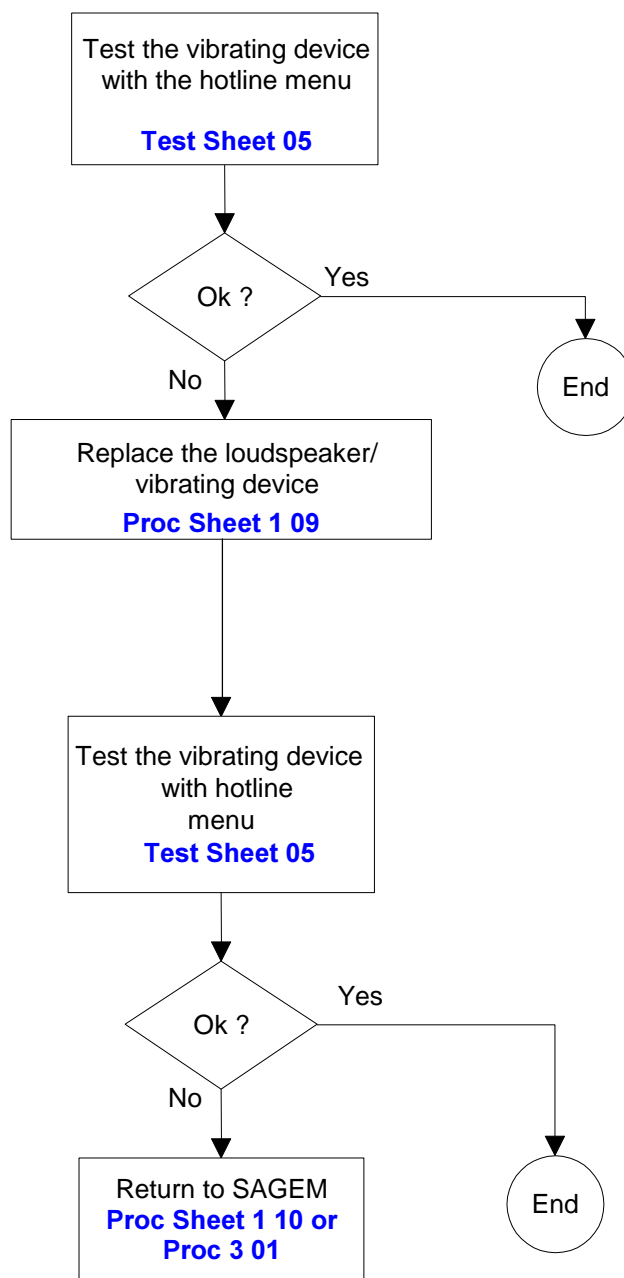 Test the vibrating device
with the hotline menu
Test Sheet 05
Ok ?
Yes
No
End
Replace the loudspeaker/
vibrating device
Proc Sheet 1 09
Test the vibrating device
with hotline
menu
Test Sheet 05
Ok ?
Yes
No
Return to SAGEM
Proc Sheet 1 10 or
Proc 3 01
End